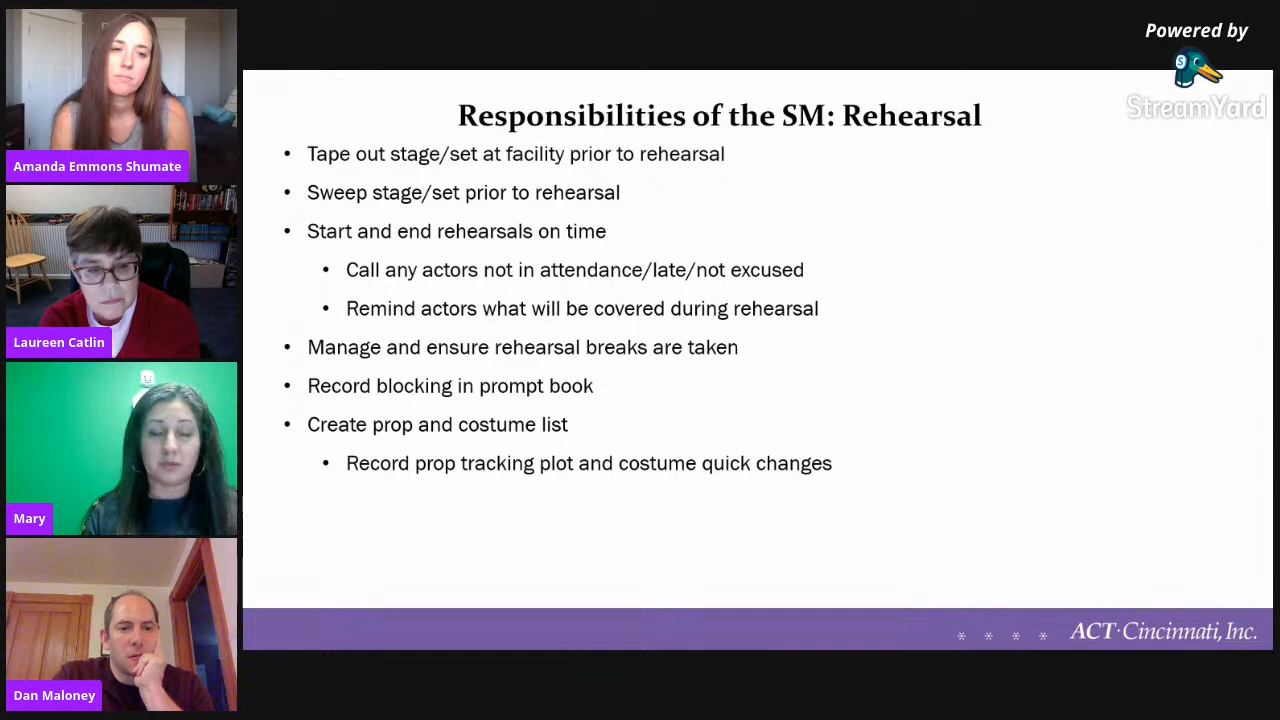 Powered by
StreamYard
Responsibilities of the SM: Rehearsal
• Tape out stage/set at facility prior to rehearsal
• Sweep stage/set prior to rehearsal
• Start and end rehearsals on time
• Call any actors not in attendance/late/not excused
• Remind actors what will be covered during rehearsal
• Manage and ensure rehearsal breaks are taken
• Record blocking in prompt book
• Create prop and costume list
• Record prop tracking plot and costume quick changes
* * * * ACT·Cincinnati, Inc.
Amanda Emmons Shumate
Laureen Catlin
Mary
Dan Maloney